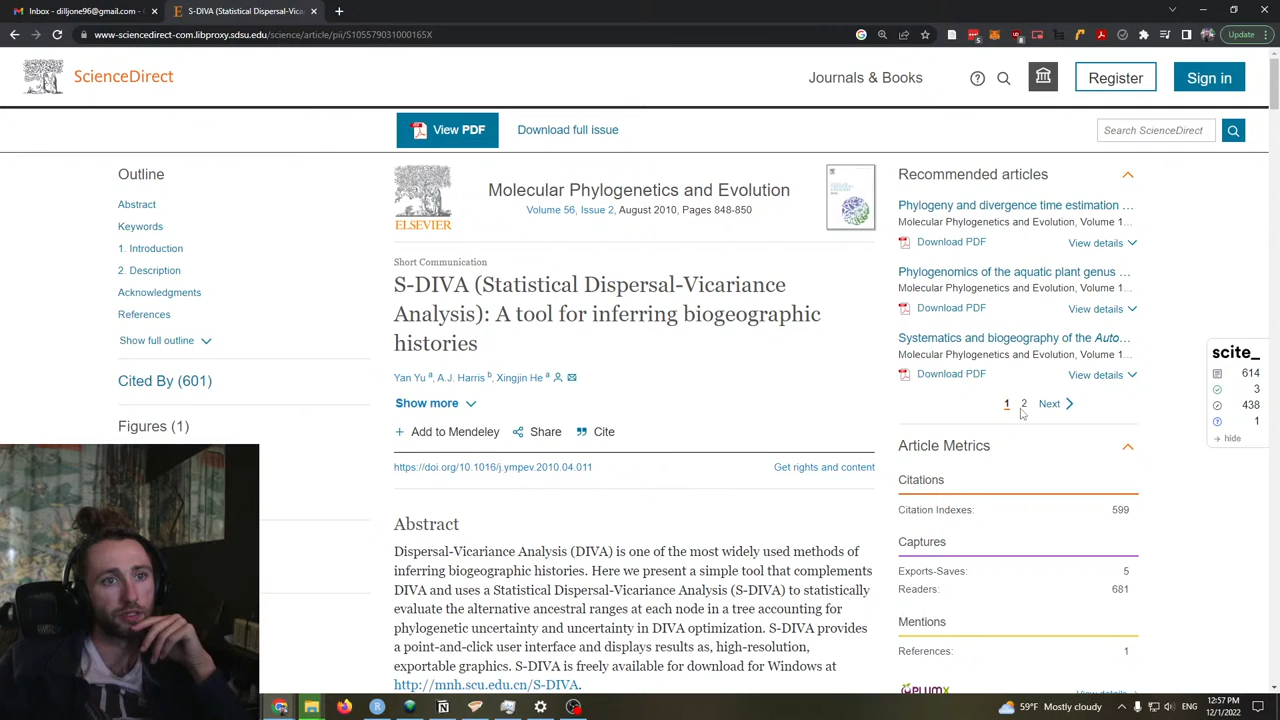 Inbox - dilljone96@gmail.com - (
S-DIVA (Statistical Dispersal-Vic
www-sciencedirect-com.libproxy.sdsu.edu/science/article/pii/S105579031000165X
Update
ScienceDirect
Journals & Books
Register
Sign in
View PDF
Download full issue
Search ScienceDirect
Outline
Abstract
Keywords
1. Introduction
2. Description
Acknowledgments
References
Show full outline
Cited By (601)
Figures (1)
ELSEVIER
Molecular Phylogenetics and Evolution
Volume 56, Issue 2, August 2010, Pages 848-850
Short Communication
S-DIVA (Statistical Dispersal-Vicariance
Analysis): A tool for inferring biogeographic
histories
Yan Yu a, A.J. Harris b, Xingjin He a
Show more
Add to Mendeley
Share
Cite
https://doi.org/10.1016/j.ympev.2010.04.011
Get rights and content
Abstract
Dispersal-Vicariance Analysis (DIVA) is one of the most widely used methods of
inferring biogeographic histories. Here we present a simple tool that complements
DIVA and uses a Statistical Dispersal-Vicariance Analysis (S-DIVA) to statistically
evaluate the alternative ancestral ranges at each node in a tree accounting for
phylogenetic uncertainty and uncertainty in DIVA optimization. S-DIVA provides
a point-and-click user interface and displays results as, high-resolution,
exportable graphics. S-DIVA is freely available for download for Windows at
http://mnh.scu.edu.cn/S-DIVA.
Recommended articles
Phylogeny and divergence time estimation …
Molecular Phylogenetics and Evolution, Volume 1…
Download PDF
View details
Phylogenomics of the aquatic plant genus …
Molecular Phylogenetics and Evolution, Volume 1…
Download PDF
View details
Systematics and biogeography of the Auto…
Molecular Phylogenetics and Evolution, Volume 1…
Download PDF
View details
1 2 Next
Article Metrics
Citations
Citation Indexes: 599
Captures
Exports-Saves: 5
Readers: 681
Mentions
References: 1
PLUMX
View details
scite_
614
3
438
1
hide
59°F Mostly cloudy
ENG
12:57 PM
12/1/2022